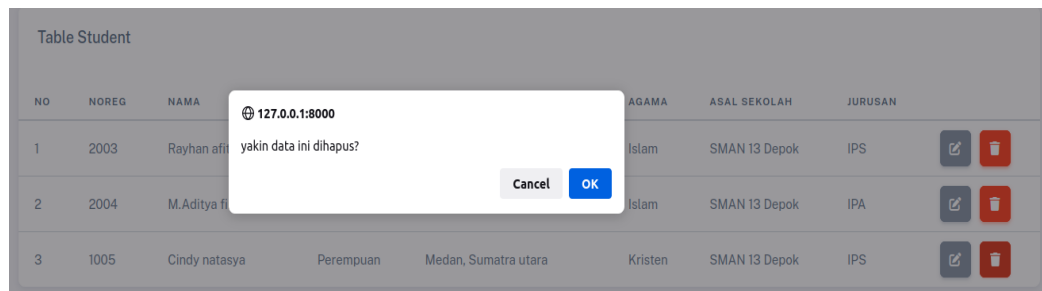 Table Student
NO NOREG NAMA AGAMA ASAL SEKOLAH JURUSAN
127.0.0.1:8000
yakin data ini dihapus?
Cancel OK
1 2003 Rayhan Islam SMAN 13 Depok IPS
2 2004 M.Aditya Islam SMAN 13 Depok IPA
3 1005 Cindy natasya Perempuan Medan, Sumatra utara Kristen SMAN 13 Depok IPS